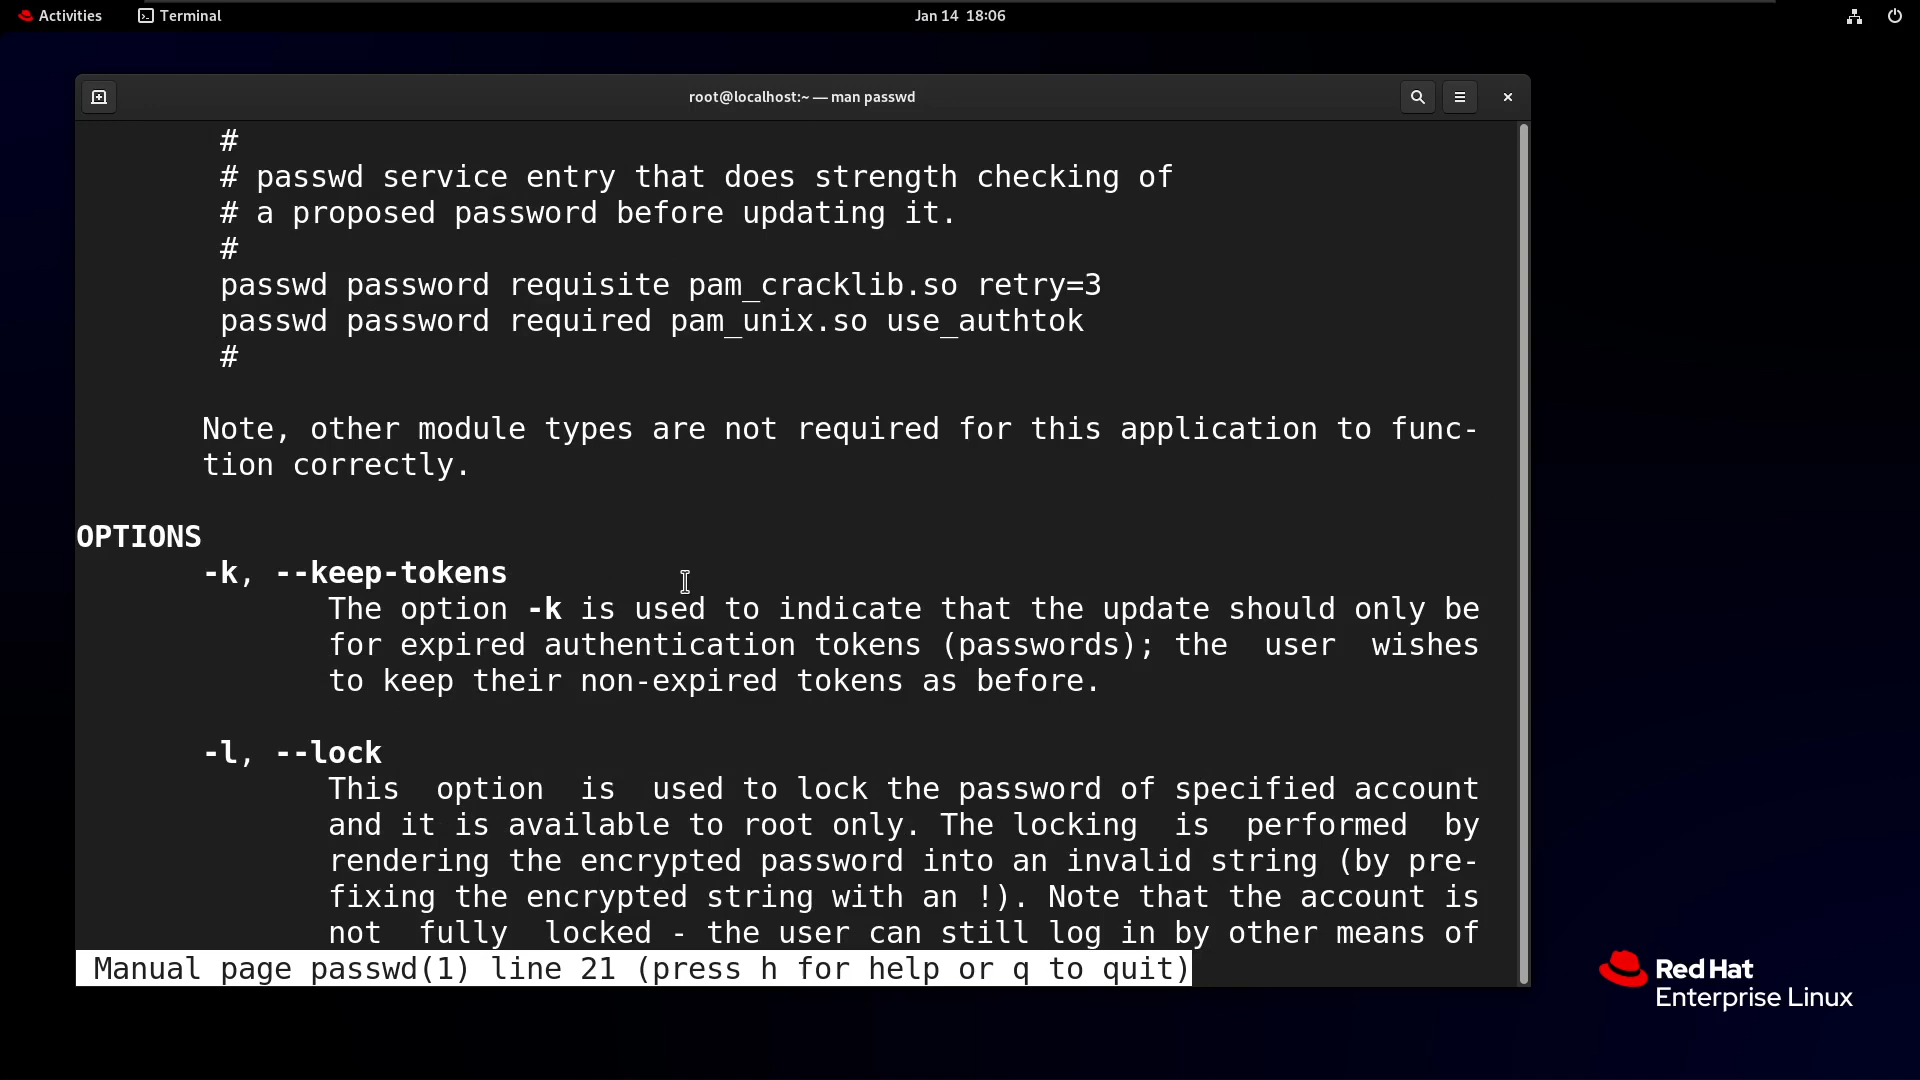 Activities
Terminal
Jan 14 18:06
root@localhost:~ — man passwd
#
# passwd service entry that does strength checking of
# a proposed password before updating it.
#
passwd password requisite pam_cracklib.so retry=3
passwd password required pam_unix.so use_authtok
#
Note, other module types are not required for this application to func-
tion correctly.
OPTIONS
-k, --keep-tokens
The option -k is used to indicate that the update should only be
for expired authentication tokens (passwords); the user wishes
to keep their non-expired tokens as before.
-l, --lock
This option is used to lock the password of specified account
and it is available to root only. The locking is performed by
rendering the encrypted password into an invalid string (by pre-
fixing the encrypted string with an !). Note that the account is
not fully locked - the user can still log in by other means of
Manual page passwd(1) line 21 (press h for help or q to quit)
Red Hat
Enterprise Linux